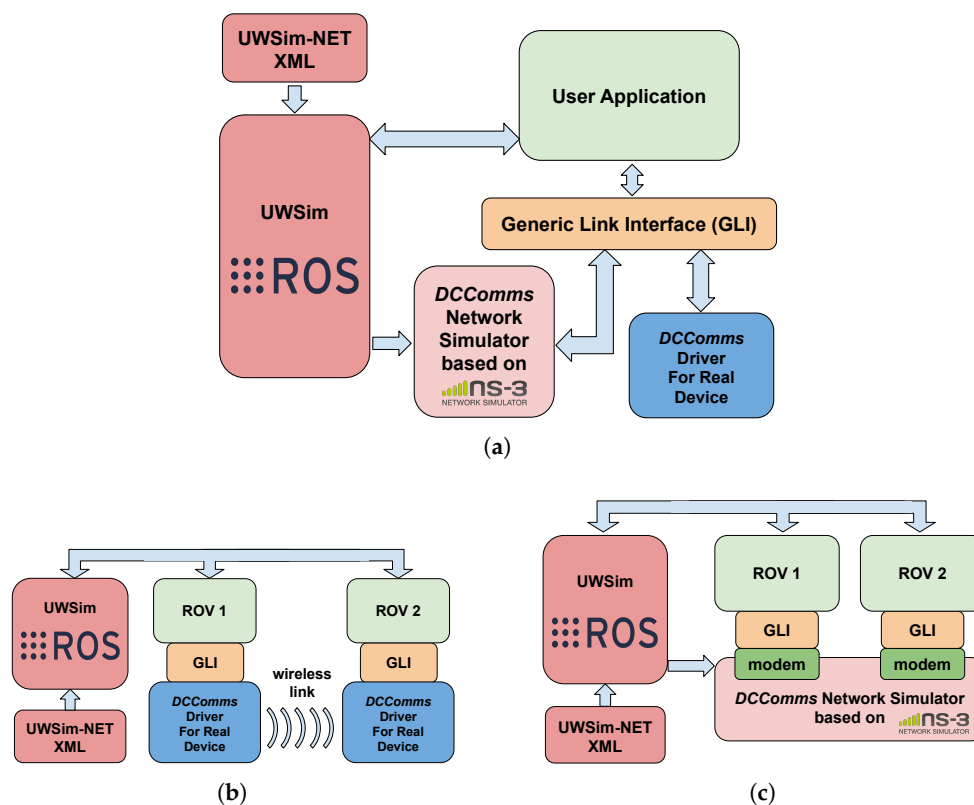 UWSim-NET
XML
User Application
UWSim
ROS
Generic Link Interface (GLI)
DCComms
Network
Simulator
based on
ns-3
NETWORK SIMULATOR
DCComms
Driver
For Real
Device
(a)
UWSim
ROS
ROV 1
ROV 2
GLI
GLI
wireless
link
DCComms
Driver
For Real
Device
DCComms
Driver
For Real
Device
UWSim-NET
XML
(b)
UWSim
ROS
ROV 1
ROV 2
GLI
GLI
modem
modem
DCComms Network Simulator
based on ns-3
NETWORK SIMULATOR
UWSim-NET
XML
(c)